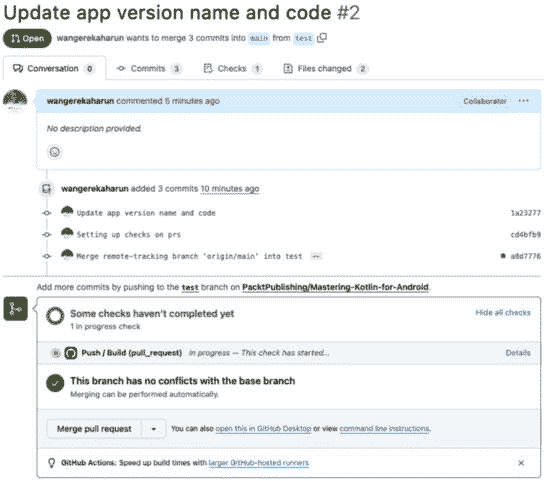 Update app version name and code #2
Open wangerekaharun wants to merge 3 commits into main from test
Conversation 0 Commits 3 Checks 1 Files changed 2
wangerekaharun commented 5 minutes ago Collaborator ...
No description provided.
wangerekaharun added 3 commits 10 minutes ago
Update app version name and code 1a23277
Setting up checks on prs cd4bfb9
Merge remote-tracking branch 'origin/main' into test ... a8d7776
Add more commits by pushing to the test branch on PacktPublishing/Mastering-Kotlin-for-Android.
Some checks haven't completed yet Hide all checks
1 in progress check
Push / Build (pull_request) In progress — This check has started... Details
This branch has no conflicts with the base branch
Merging can be performed automatically.
Merge pull request You can also open this in GitHub Desktop or view command line instructions.
GitHub Actions: Speed up build times with larger GitHub-hosted runners